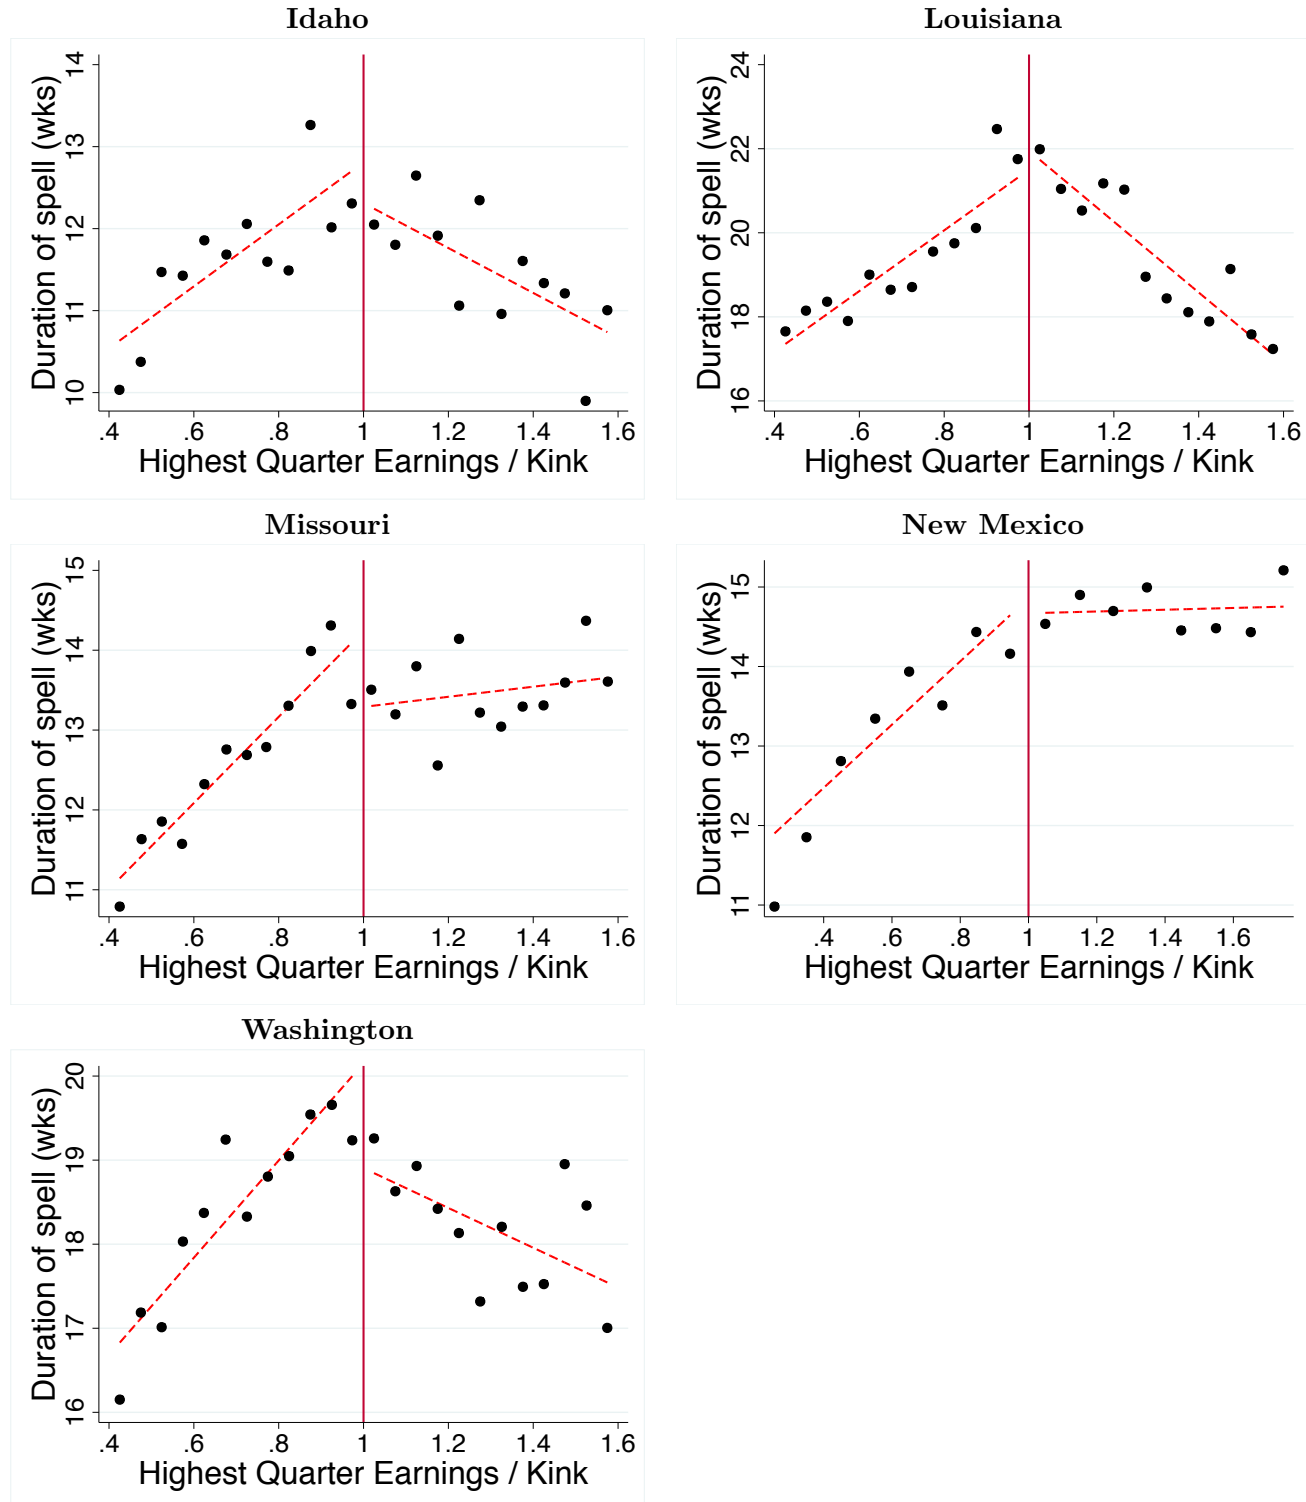 Idaho
Duration of spell (wks)
14
13
12
11
10
.4 .6 .8 1 1.2 1.4 1.6
Highest Quarter Earnings / Kink
Louisiana
Duration of spell (wks)
24
22
20
18
16
.4 .6 .8 1 1.2 1.4 1.6
Highest Quarter Earnings / Kink
Missouri
Duration of spell (wks)
15
14
13
12
11
.4 .6 .8 1 1.2 1.4 1.6
Highest Quarter Earnings / Kink
New Mexico
Duration of spell (wks)
15
14
13
12
11
.4 .6 .8 1 1.2 1.4 1.6
Highest Quarter Earnings / Kink
Washington
Duration of spell (wks)
20
19
18
17
16
.4 .6 .8 1 1.2 1.4 1.6
Highest Quarter Earnings / Kink